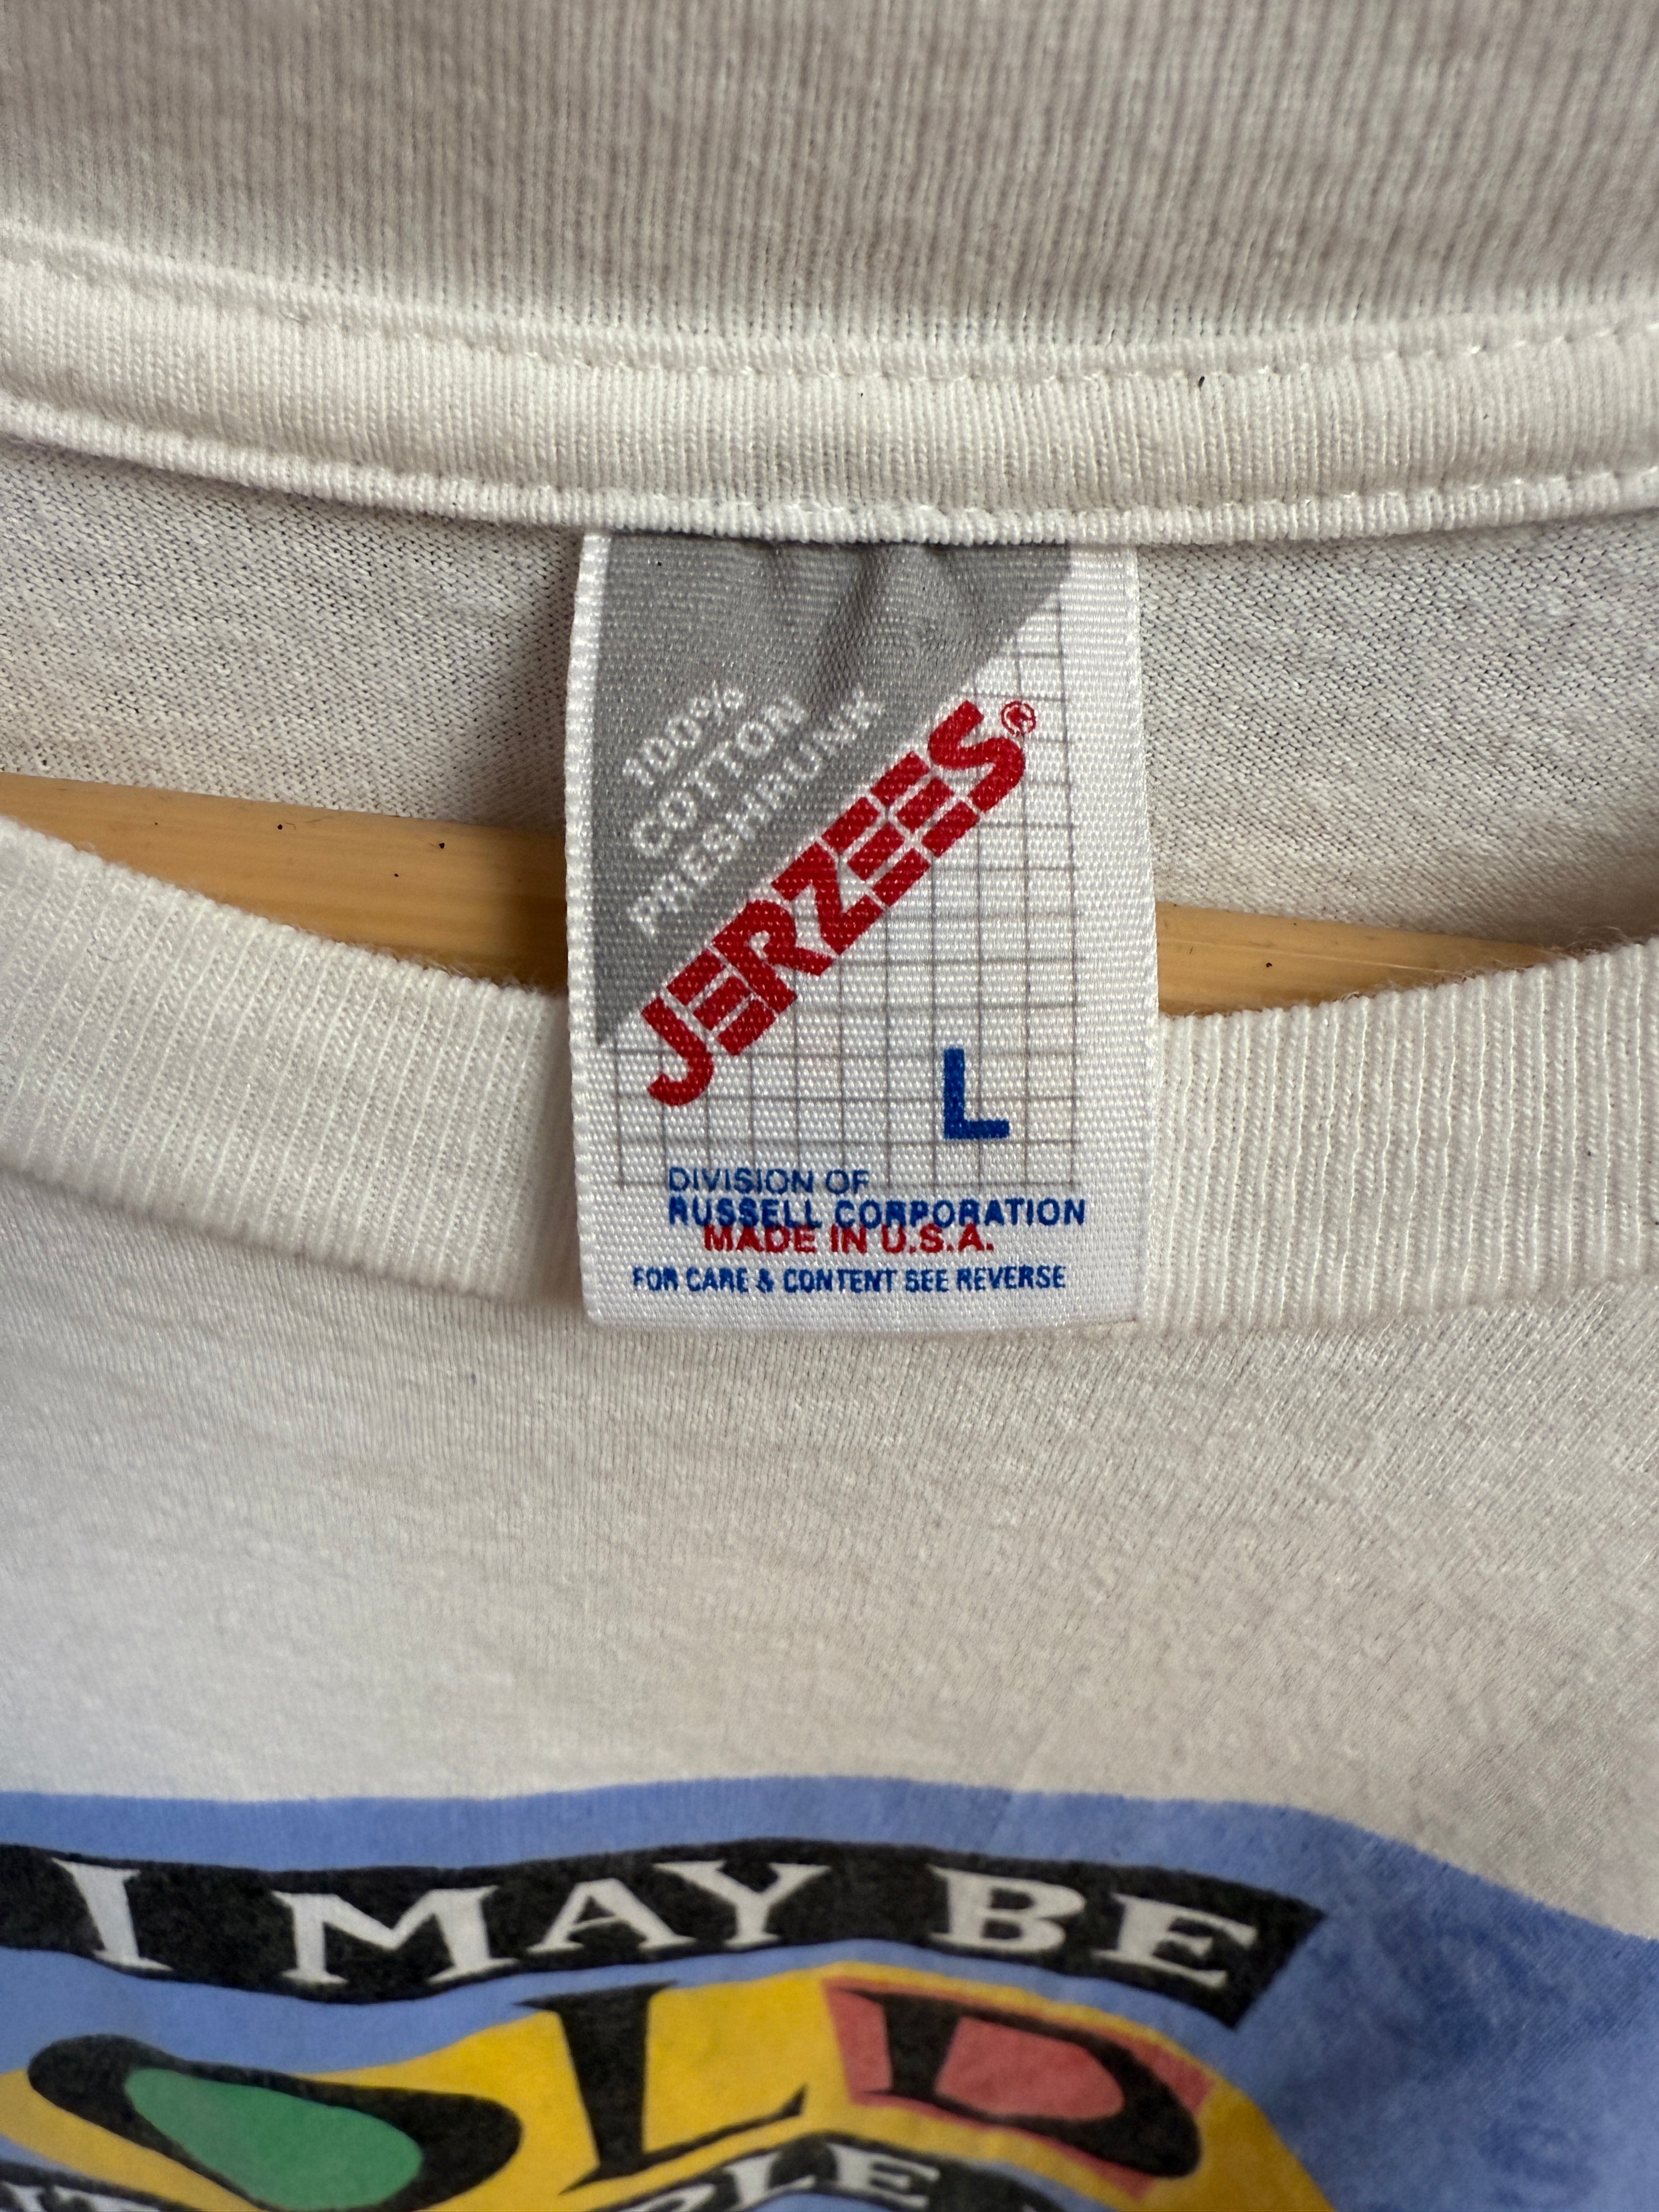 100%
COTTON
PRESHRUNK
JERZEES®
L
DIVISION OF
RUSSELL CORPORATION
MADE IN U.S.A.
FOR CARE & CONTENT SEE REVERSE
I MAY BE
OLD